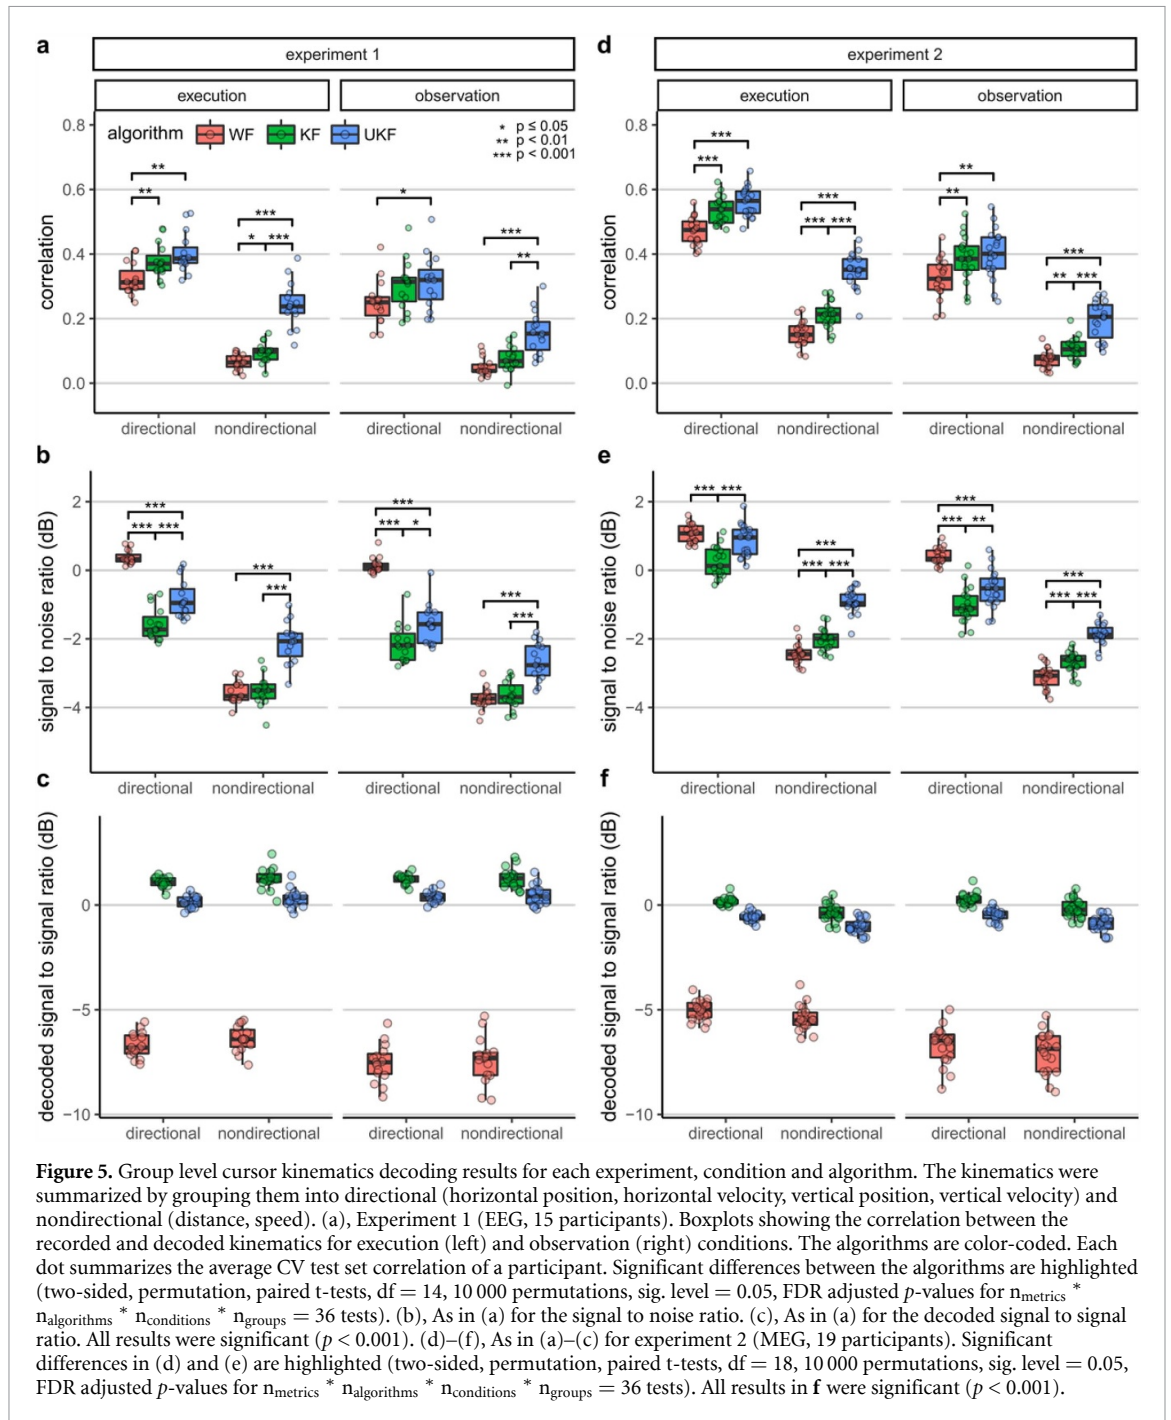 a
experiment 1
execution
observation
correlation
0.8
0.6
0.4
0.2
0.0
algorithm WF KF UKF
* p ≤ 0.05
** p < 0.01
*** p < 0.001
**
**
***
* ***
*
***
**
directional nondirectional directional nondirectional
d
experiment 2
execution
observation
correlation
0.8
0.6
0.4
0.2
0.0
***
***
***
*** ***
**
**
***
** ***
directional nondirectional directional nondirectional
b
signal to noise ratio (dB)
2
0
−2
−4
***
*** ***
***
***
***
*** *
***
***
directional nondirectional directional nondirectional
e
signal to noise ratio (dB)
2
0
−2
−4
*** ***
***
*** ***
***
*** **
***
*** ***
directional nondirectional directional nondirectional
c
decoded signal to signal ratio (dB)
0
−5
−10
directional nondirectional directional nondirectional
f
decoded signal to signal ratio (dB)
0
−5
−10
directional nondirectional directional nondirectional
Figure 5. Group level cursor kinematics decoding results for each experiment, condition and algorithm. The kinematics were
summarized by grouping them into directional (horizontal position, horizontal velocity, vertical position, vertical velocity) and
nondirectional (distance, speed). (a), Experiment 1 (EEG, 15 participants). Boxplots showing the correlation between the
recorded and decoded kinematics for execution (left) and observation (right) conditions. The algorithms are color-coded. Each
dot summarizes the average CV test set correlation of a participant. Significant differences between the algorithms are highlighted
(two-sided, permutation, paired t-tests, df = 14, 10 000 permutations, sig. level = 0.05, FDR adjusted p-values for nmetrics *
nalgorithms * nconditions * ngroups = 36 tests). (b), As in (a) for the signal to noise ratio. (c), As in (a) for the decoded signal to signal
ratio. All results were significant (p < 0.001). (d)–(f), As in (a)–(c) for experiment 2 (MEG, 19 participants). Significant
differences in (d) and (e) are highlighted (two-sided, permutation, paired t-tests, df = 18, 10 000 permutations, sig. level = 0.05,
FDR adjusted p-values for nmetrics * nalgorithms * nconditions * ngroups = 36 tests). All results in f were significant (p < 0.001).